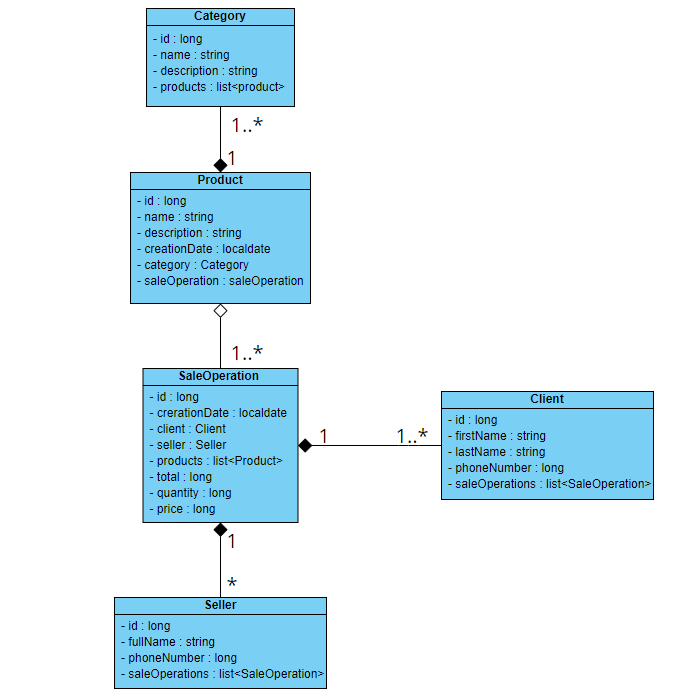 Category
- id : long
- name : string
- description : string
- products : list<product>
1..*
1
Product
- id : long
- name : string
- description : string
- creationDate : localdate
- category : Category
- saleOperation : saleOperation
1..*
SaleOperation
- id : long
- crerationDate : localdate
- client : Client
- seller : Seller
- products : list<Product>
- total : long
- quantity : long
- price : long
1
1..*
Client
- id : long
- firstName : string
- lastName : string
- phoneNumber : long
- saleOperations : list<SaleOperation>
1
*
Seller
- id : long
- fullName : string
- phoneNumber : long
- saleOperations : list<SaleOperation>